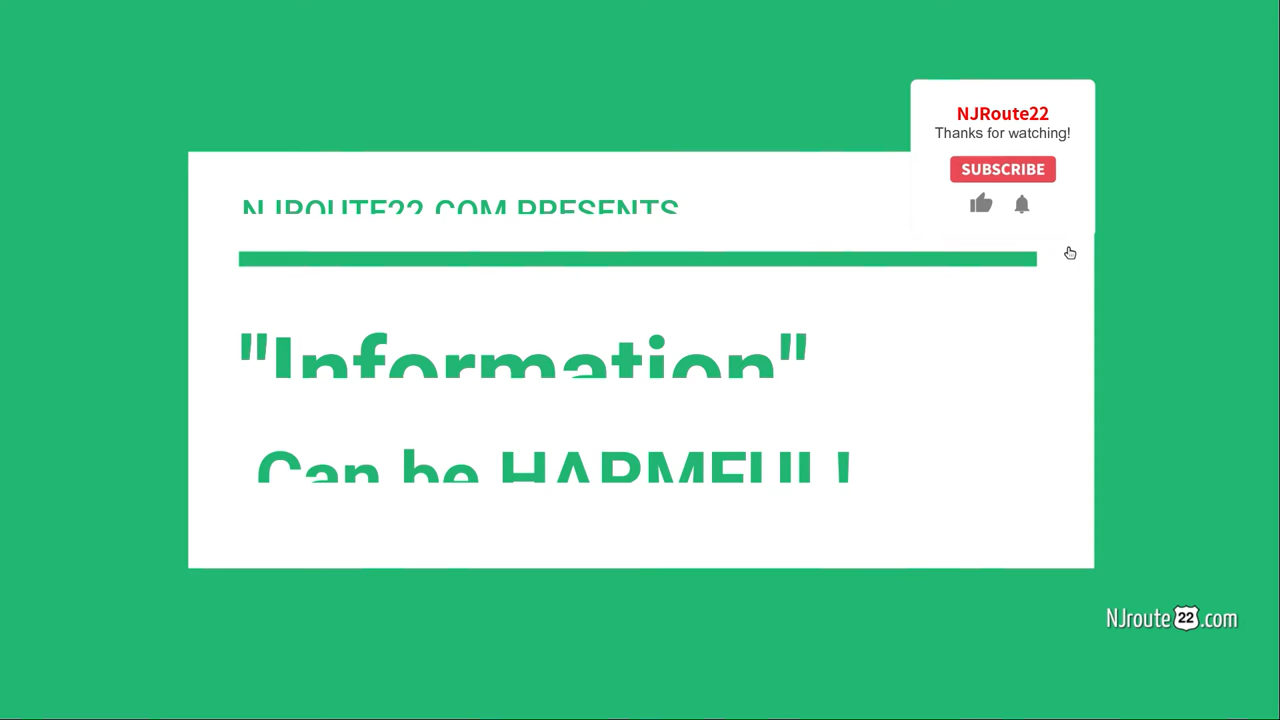 NJROUTE22.COM PRESENTS
NJRoute22
Thanks for watching!
SUBSCRIBE
"Information"
Can be HARMFUL!
NJroute22.com